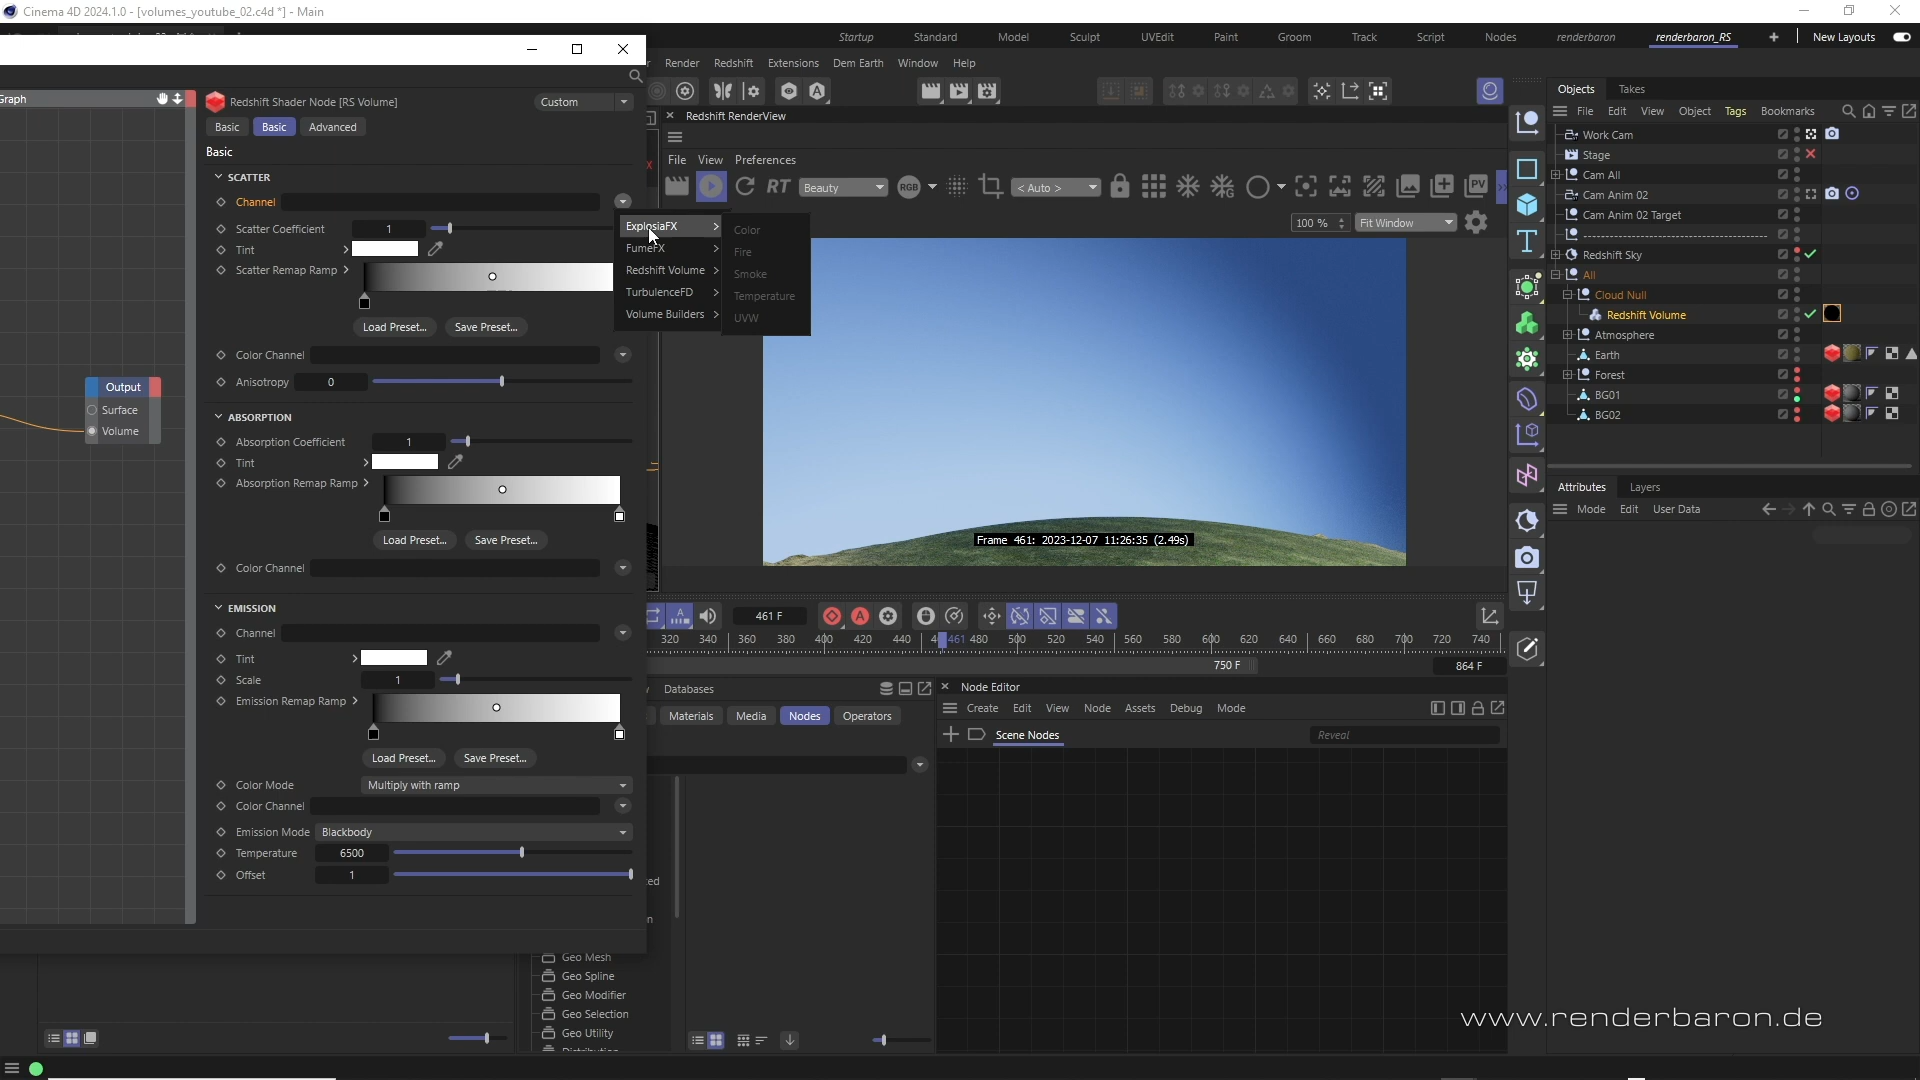 Cinema 4D 2024.1.0 - [volumes_youtube_02.c4d *] - Main
Startup Standard Model Sculpt UVEdit Paint Groom Track Script Nodes renderbaron renderbaron_RS New Layouts
Render Redshift Extensions Dem Earth Window Help
Graph
Redshift Shader Node [RS Volume]
Custom
Basic Basic Advanced
Basic
SCATTER
Channel
Scatter Coefficient 1
Tint
Scatter Remap Ramp
Load Preset... Save Preset...
Color Channel
Anisotropy 0
ABSORPTION
Absorption Coefficient 1
Tint
Absorption Remap Ramp
Load Preset... Save Preset...
Color Channel
EMISSION
Channel
Tint
Scale 1
Emission Remap Ramp
Load Preset... Save Preset...
Color Mode Multiply with ramp
Color Channel
Emission Mode Blackbody
Temperature 6500
Offset 1
Output
Surface
Volume
ExplosiaFX
FumeFX
Redshift Volume
TurbulenceFD
Volume Builders
Color
Fire
Smoke
Temperature
UVW
Redshift RenderView
File View Preferences
RT Beauty RGB < Auto > PV
100 % Fit Window
Frame 461: 2023-12-07 11:26:35 (2.49s)
461 F
320 340 360 380 400 420 440 461 480 500 520 540 560 580 600 620 640 660 680 700 720 740
750 F 864 F
Databases
Materials Media Nodes Operators
Geo Mesh
Geo Spline
Geo Modifier
Geo Selection
Geo Utility
Node Editor
Create Edit View Node Assets Debug Mode
Scene Nodes Reveal
Objects Takes
File Edit View Object Tags Bookmarks
Work Cam
Stage
Cam All
Cam Anim 02
Cam Anim 02 Target
Redshift Sky
All
Cloud Null
Redshift Volume
Atmosphere
Earth
Forest
BG01
BG02
Attributes Layers
Mode Edit User Data
www.renderbaron.de